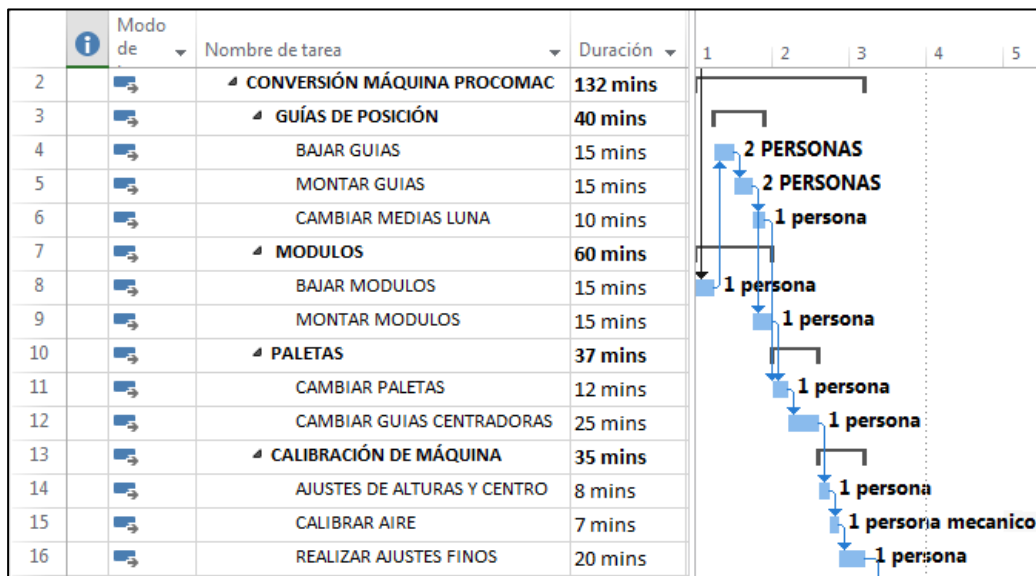 Modo
de
Nombre de tarea
Duración
1 2 3 4 5
2 CONVERSIÓN MÁQUINA PROCOMAC 132 mins
3 GUÍAS DE POSICIÓN 40 mins
4 BAJAR GUIAS 15 mins 2 PERSONAS
5 MONTAR GUIAS 15 mins 2 PERSONAS
6 CAMBIAR MEDIAS LUNA 10 mins 1 persona
7 MODULOS 60 mins
8 BAJAR MODULOS 15 mins 1 persona
9 MONTAR MODULOS 15 mins 1 persona
10 PALETAS 37 mins
11 CAMBIAR PALETAS 12 mins 1 persona
12 CAMBIAR GUIAS CENTRADORAS 25 mins 1 persona
13 CALIBRACIÓN DE MÁQUINA 35 mins
14 AJUSTES DE ALTURAS Y CENTRO 8 mins 1 persona
15 CALIBRAR AIRE 7 mins 1 persona mecanico
16 REALIZAR AJUSTES FINOS 20 mins 1 persona